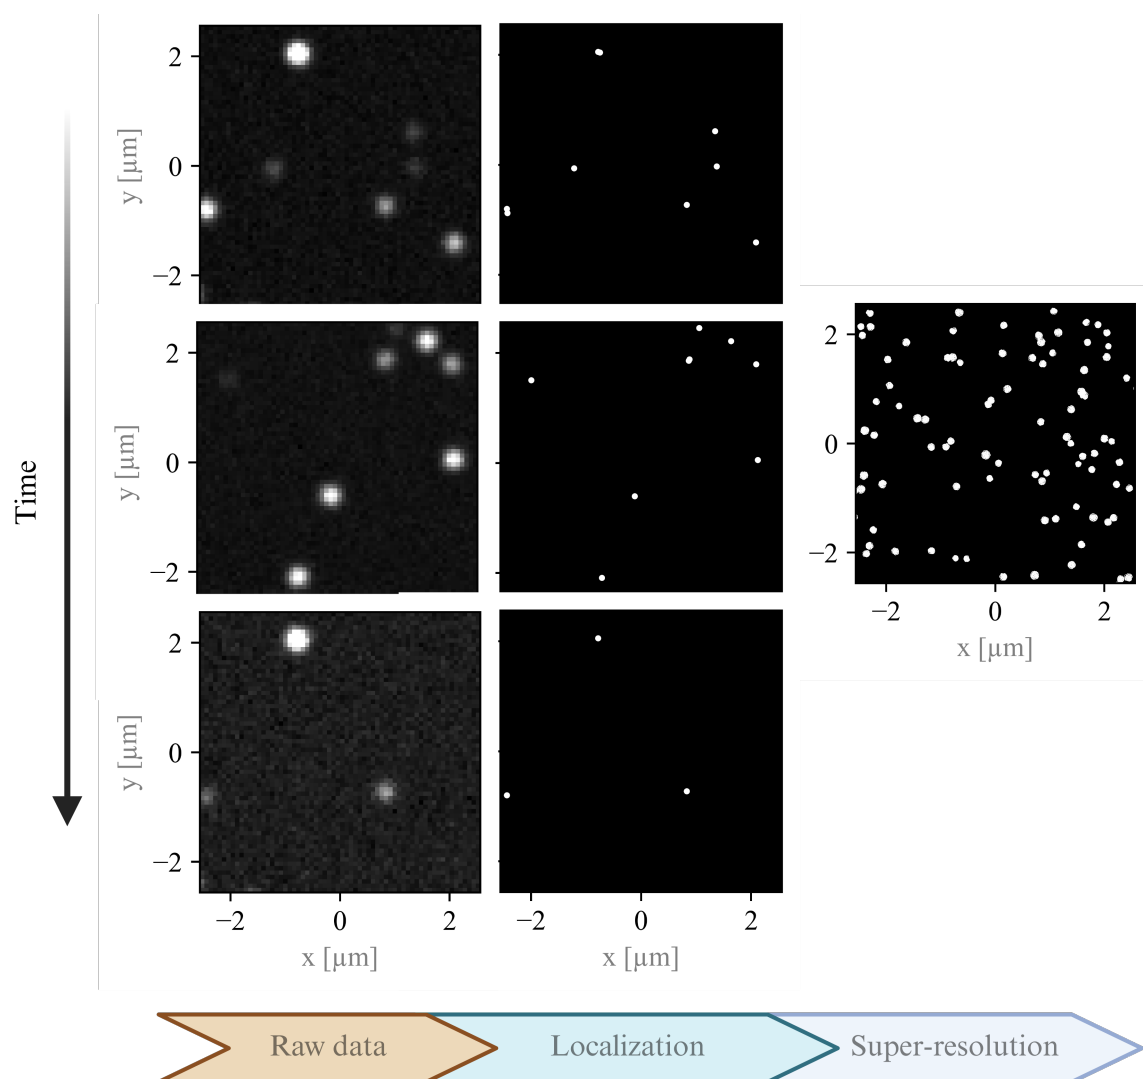 Time
y [μm]
2
0
−2
y [μm]
2
0
−2
y [μm]
2
0
−2
−2 0 2
x [μm]
−2 0 2
x [μm]
2
0
−2
−2 0 2
x [μm]
Raw data
Localization
Super-resolution